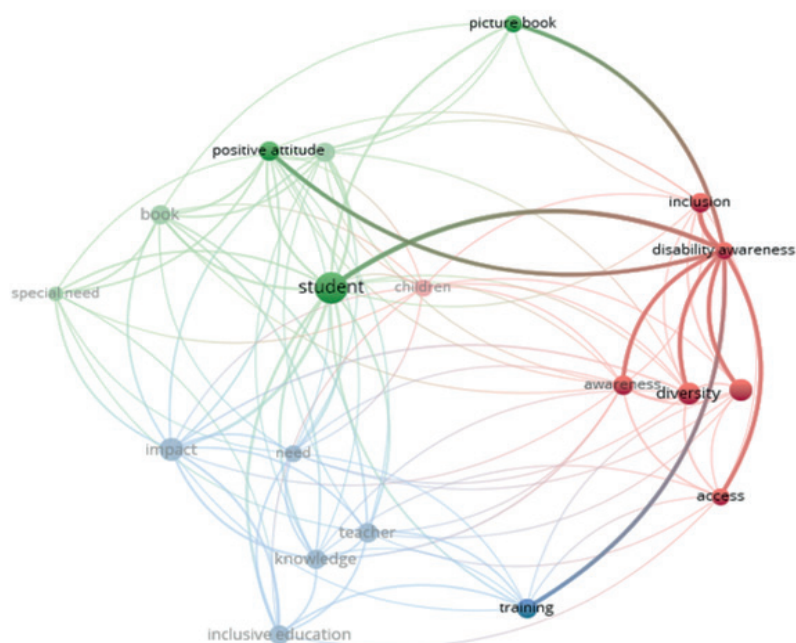 picture book
positive attitude
inclusion
book
disability awareness
special need
student
children
awareness
diversity
impact
need
access
teacher
knowledge
training
inclusive education